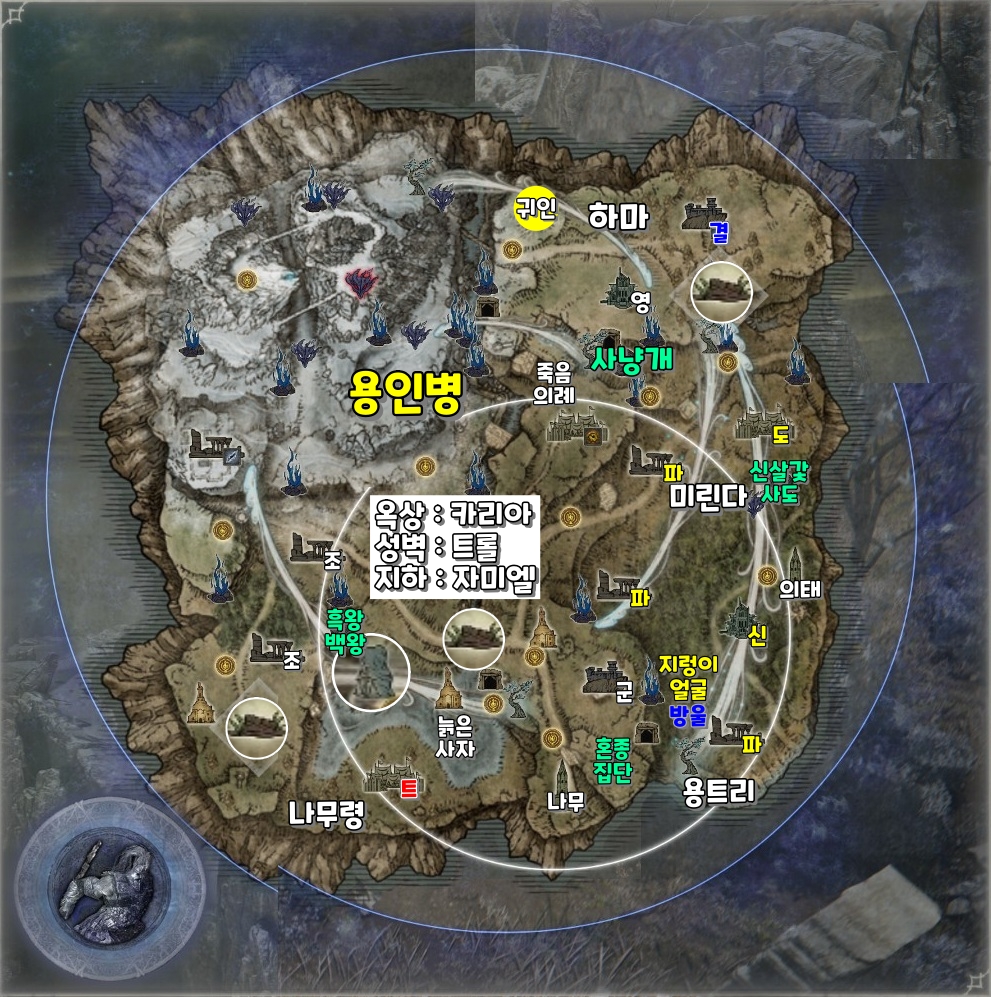 귀인
하마
결
영
사냥개
죽음
의례
용인병
도
파
신살갗
사도
미린다
옥상 : 카리아
성벽 : 트롤
지하 : 자미엘
조
의태
파
흑왕
백왕
신
조
지렁이
얼굴
방울
군
늙은
사자
파
혼종
집단
트
나무
용트리
나무령